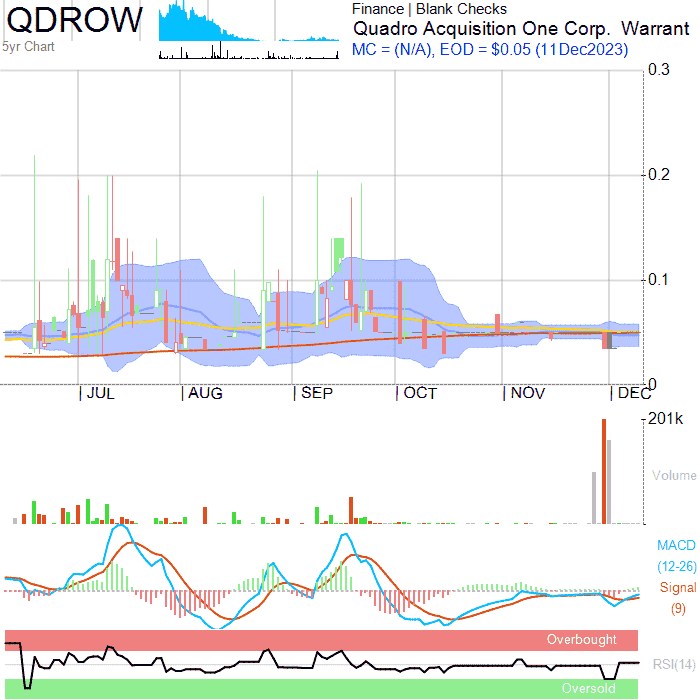 QDROW
5yr Chart
Finance | Blank Checks
Quadro Acquisition One Corp. Warrant
MC = (N/A), EOD = $0.05 (11Dec2023)
0.3
0.2
0.1
0
JUL AUG SEP OCT NOV DEC
201k
Volume
MACD
(12-26)
Signal
(9)
Overbought
RSI(14)
Oversold